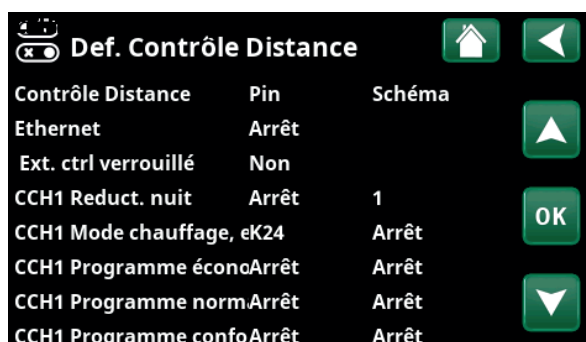 Def. Contrôle Distance
Contrôle Distance Pin Schéma
Ethernet Arrêt
Ext. ctrl verrouillé Non
CCH1 Reduct. nuit Arrêt 1
OK
CCH1 Mode chauffage, eK24 Arrêt
CCH1 Programme éconoArrêt Arrêt
CCH1 Programme normArrêt Arrêt
CCH1 Programme confoArrêt Arrêt